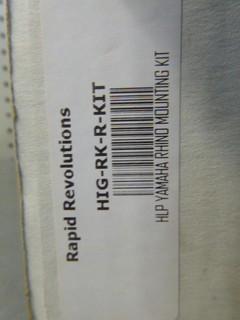 Rapid Revolutions
HIG-RK-R-KIT
HLP YAMAHA RHINO MOUNTING KIT